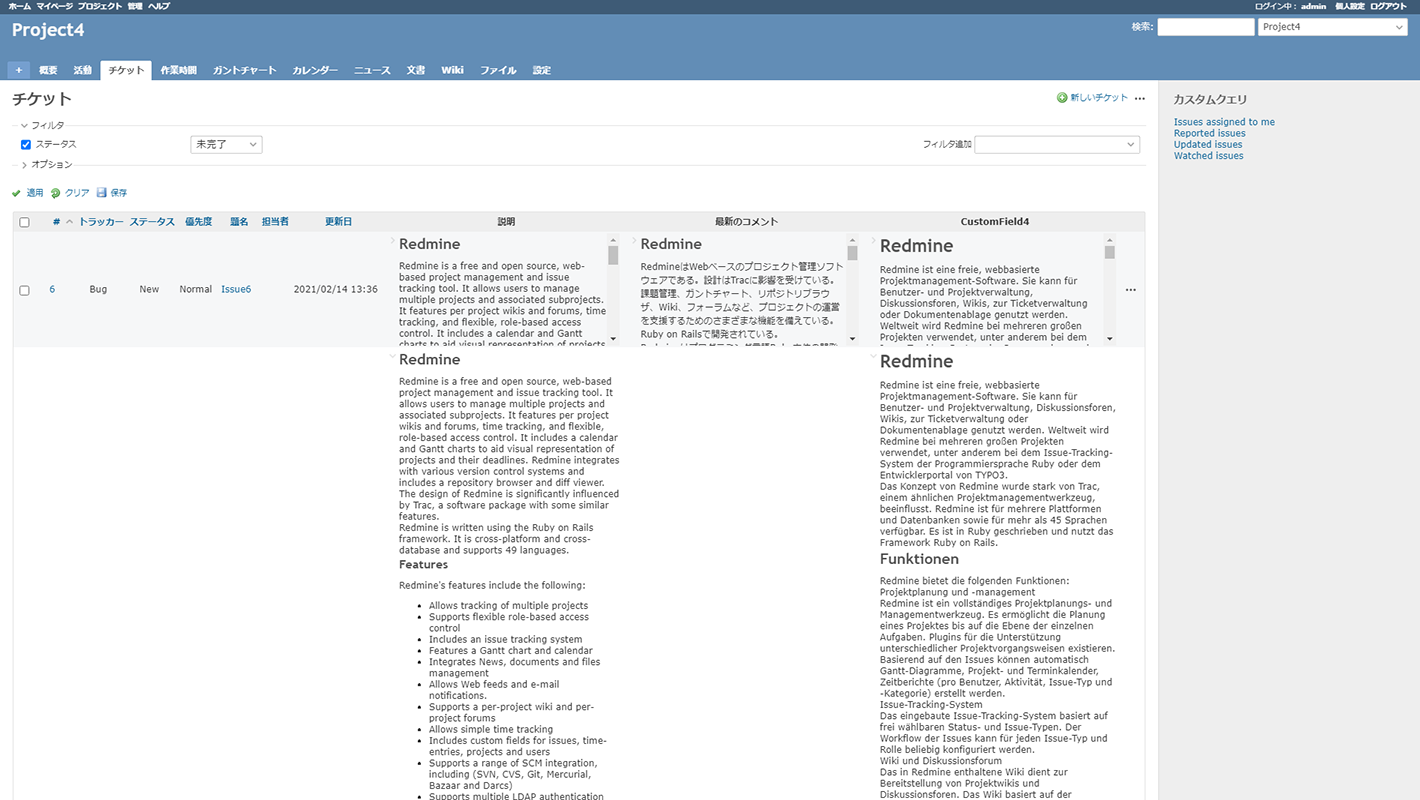 ホーム マイページ プロジェクト 管理 ヘルプ
ログイン中： admin 個人設定 ログアウト
Project4
検索: Project4
+ 概要 活動 チケット 作業時間 ガントチャート カレンダー ニュース 文書 Wiki ファイル 設定
チケット
新しいチケット
フィルタ
ステータス 未完了 フィルタ追加
オプション
適用 クリア 保存
# トラッカー ステータス 優先度 題名 担当者 更新日 説明 最新のコメント CustomField4
6 Bug New Normal Issue6 2021/02/14 13:36
Redmine
Redmine is a free and open source, web-
based project management and issue
tracking tool. It allows users to manage
multiple projects and associated subprojects.
It features per project wikis and forums, time
tracking, and flexible, role-based access
control. It includes a calendar and Gantt
charts to aid visual representation of projects
Redmine
RedmineはWebベースのプロジェクト管理ソフト
ウェアである。設計はTracに影響を受けている。
課題管理、ガントチャート、リポジトリブラウ
ザ、Wiki、フォーラムなど、プロジェクトの運営
を支援するためのさまざまな機能を備えている。
Ruby on Railsで開発されている。
Redmine
Redmine ist eine freie, webbasierte
Projektmanagement-Software. Sie kann für
Benutzer- und Projektverwaltung,
Diskussionsforen, Wikis, zur Ticketverwaltung
oder Dokumentenablage genutzt werden.
Weltweit wird Redmine bei mehreren großen
Projekten verwendet, unter anderem bei dem
Redmine
Redmine is a free and open source, web-based
project management and issue tracking tool. It
allows users to manage multiple projects and
associated subprojects. It features per project
wikis and forums, time tracking, and flexible,
role-based access control. It includes a calendar
and Gantt charts to aid visual representation of
projects and their deadlines. Redmine integrates
with various version control systems and
includes a repository browser and diff viewer.
The design of Redmine is significantly influenced
by Trac, a software package with some similar
features.
Redmine is written using the Ruby on Rails
framework. It is cross-platform and cross-
database and supports 49 languages.
Features
Redmine's features include the following:
• Allows tracking of multiple projects
• Supports flexible role-based access
control
• Includes an issue tracking system
• Features a Gantt chart and calendar
• Integrates News, documents and files
management
• Allows Web feeds and e-mail
notifications.
• Supports a per-project wiki and per-
project forums
• Allows simple time tracking
• Includes custom fields for issues, time-
entries, projects and users
• Supports a range of SCM integration,
including (SVN, CVS, Git, Mercurial,
Bazaar and Darcs)
• Supports multiple LDAP authentication
Redmine
Redmine ist eine freie, webbasierte
Projektmanagement-Software. Sie kann für
Benutzer- und Projektverwaltung, Diskussionsforen,
Wikis, zur Ticketverwaltung oder
Dokumentenablage genutzt werden. Weltweit wird
Redmine bei mehreren großen Projekten
verwendet, unter anderem bei dem Issue-Tracking-
System der Programmiersprache Ruby oder dem
Entwicklerportal von TYPO3.
Das Konzept von Redmine wurde stark von Trac,
einem ähnlichen Projektmanagementwerkzeug,
beeinflusst. Redmine ist für mehrere Plattformen
und Datenbanken sowie für mehr als 45 Sprachen
verfügbar. Es ist in Ruby geschrieben und nutzt das
Framework Ruby on Rails.
Funktionen
Redmine bietet die folgenden Funktionen:
Projektplanung und -management
Redmine ist ein vollständiges Projektplanungs- und
Managementwerkzeug. Es ermöglicht die Planung
eines Projektes bis auf die Ebene der einzelnen
Aufgaben. Plugins für die Unterstützung
unterschiedlicher Projektvorgangsweisen existieren.
Basierend auf den Issues können automatisch
Gantt-Diagramme, Projekt- und Terminkalender,
Zeitberichte (pro Benutzer, Aktivität, Issue-Typ und
-Kategorie) erstellt werden.
Issue-Tracking-System
Das eingebaute Issue-Tracking-System basiert auf
frei wählbaren Status- und Issue-Typen. Der
Workflow der Issues kann für jeden Issue-Typ und
Rolle beliebig konfiguriert werden.
Wiki und Diskussionsforum
Das in Redmine enthaltene Wiki dient zur
Bereitstellung von Projektwikis und
Diskussionsforen. Das Wiki basiert auf der
カスタムクエリ
Issues assigned to me
Reported issues
Updated issues
Watched issues